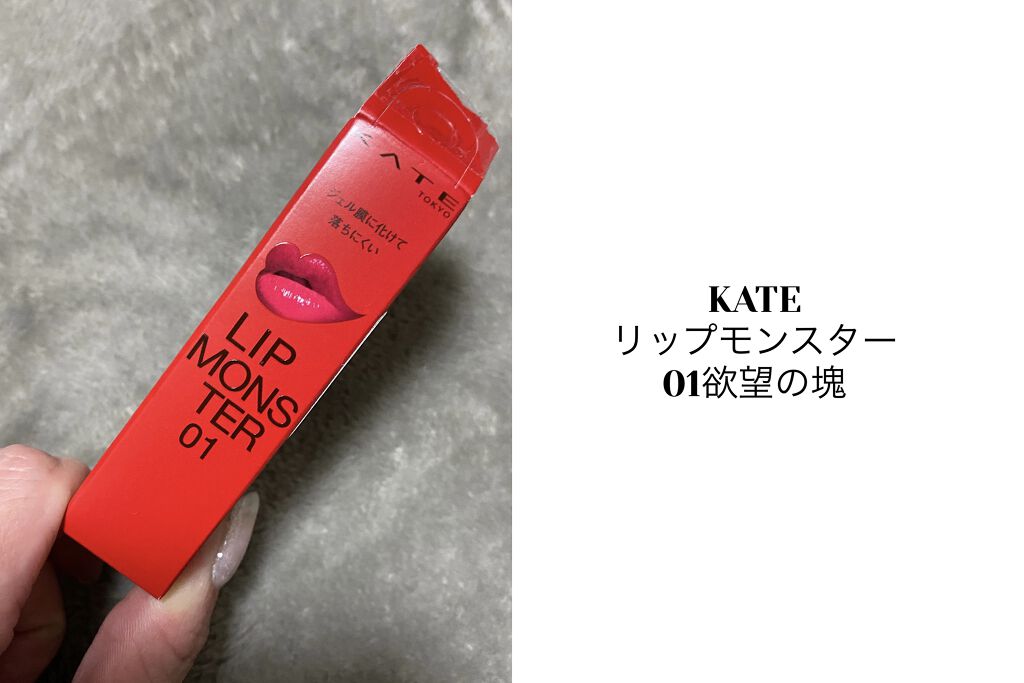 KATE
TOKYO
ジェル膜に化けて
落ちにくい
LIP
MONS
TER
01
KATE
リップモンスター
01欲望の塊